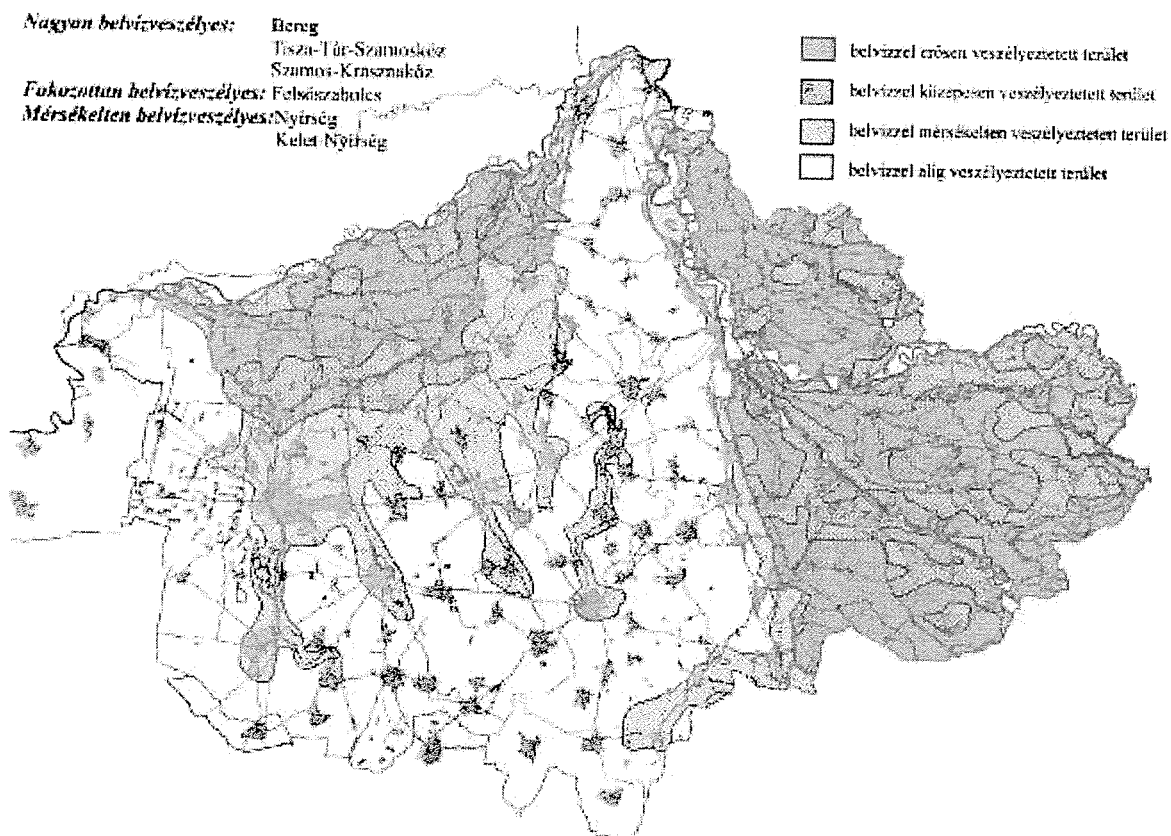 Nagyon belvízveszélyes: Bereg
Tisza-Túr-Szamosköz
Szamos-Krasznaköz
Fokozottan belvízveszélyes: Felsőszabolcs
Mérsékelten belvízveszélyes: Nyírség
Kelet-Nyírség
belvízzel erősen veszélyeztetett terület
belvízzel közepesen veszélyeztetett terület
belvízzel mérsékelten veszélyeztetett terület
belvízzel alig veszélyeztetett terület